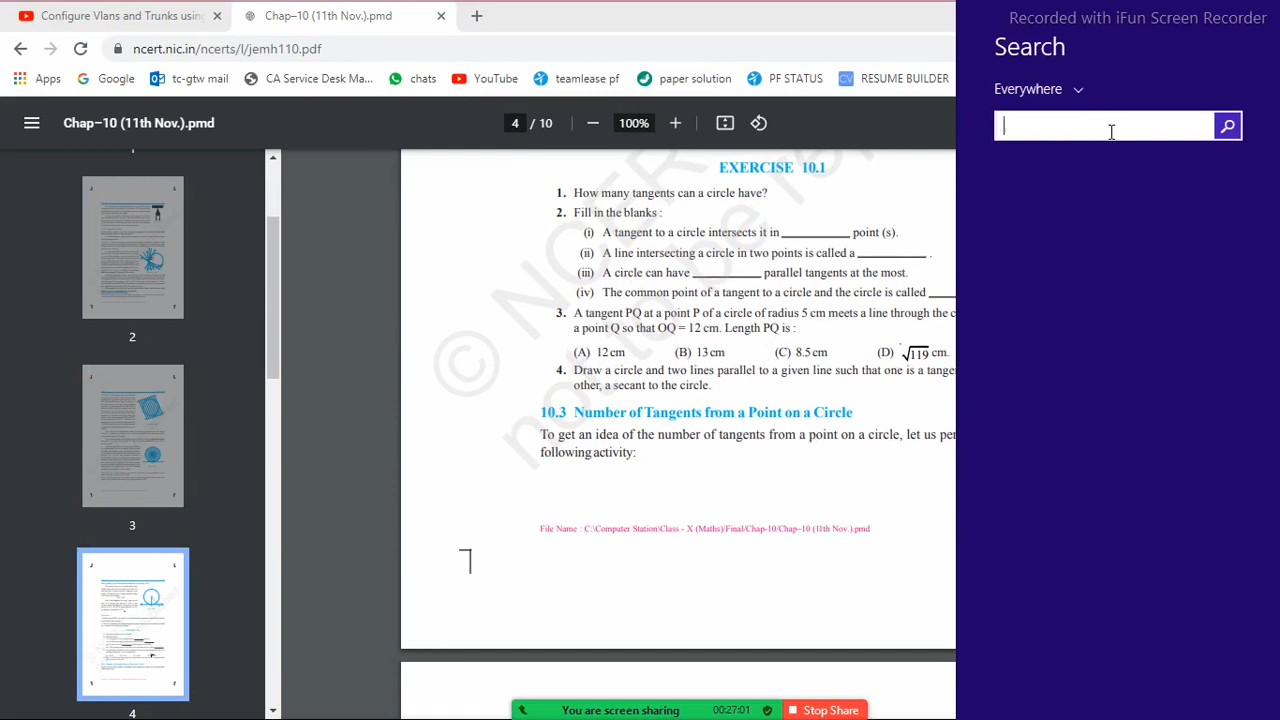 Configure Vlans and Trunks using
Chap–10 (11th Nov.).pmd
Recorded with iFun Screen Recorder
ncert.nic.in/ncerts/l/jemh110.pdf
Apps
Google
tc-gtw mail
CA Service Desk Ma...
chats
YouTube
teamlease pf
paper solution
PF STATUS
CV
RESUME BUILDER
Search
Everywhere
Chap–10 (11th Nov.).pmd
4 / 10
100%
2
3
4
EXERCISE 10.1
1. How many tangents can a circle have?
2. Fill in the blanks :
(i) A tangent to a circle intersects it in __________ point (s).
(ii) A line intersecting a circle in two points is called a __________ .
(iii) A circle can have __________ parallel tangents at the most.
(iv) The common point of a tangent to a circle and the circle is called ____
3. A tangent PQ at a point P of a circle of radius 5 cm meets a line through the c
a point Q so that OQ = 12 cm. Length PQ is :
(A) 12 cm (B) 13 cm (C) 8.5 cm (D) √119 cm.
4. Draw a circle and two lines parallel to a given line such that one is a tange
other, a secant to the circle.
10.3 Number of Tangents from a Point on a Circle
To get an idea of the number of tangents from a point on a circle, let us per
following activity:
File Name : C:\Computer Station\Class - X (Maths)/Final/Chap-10/Chap–10 (11th Nov.).pmd
© NCER
not to be re
You are screen sharing
00:27:01
Stop Share